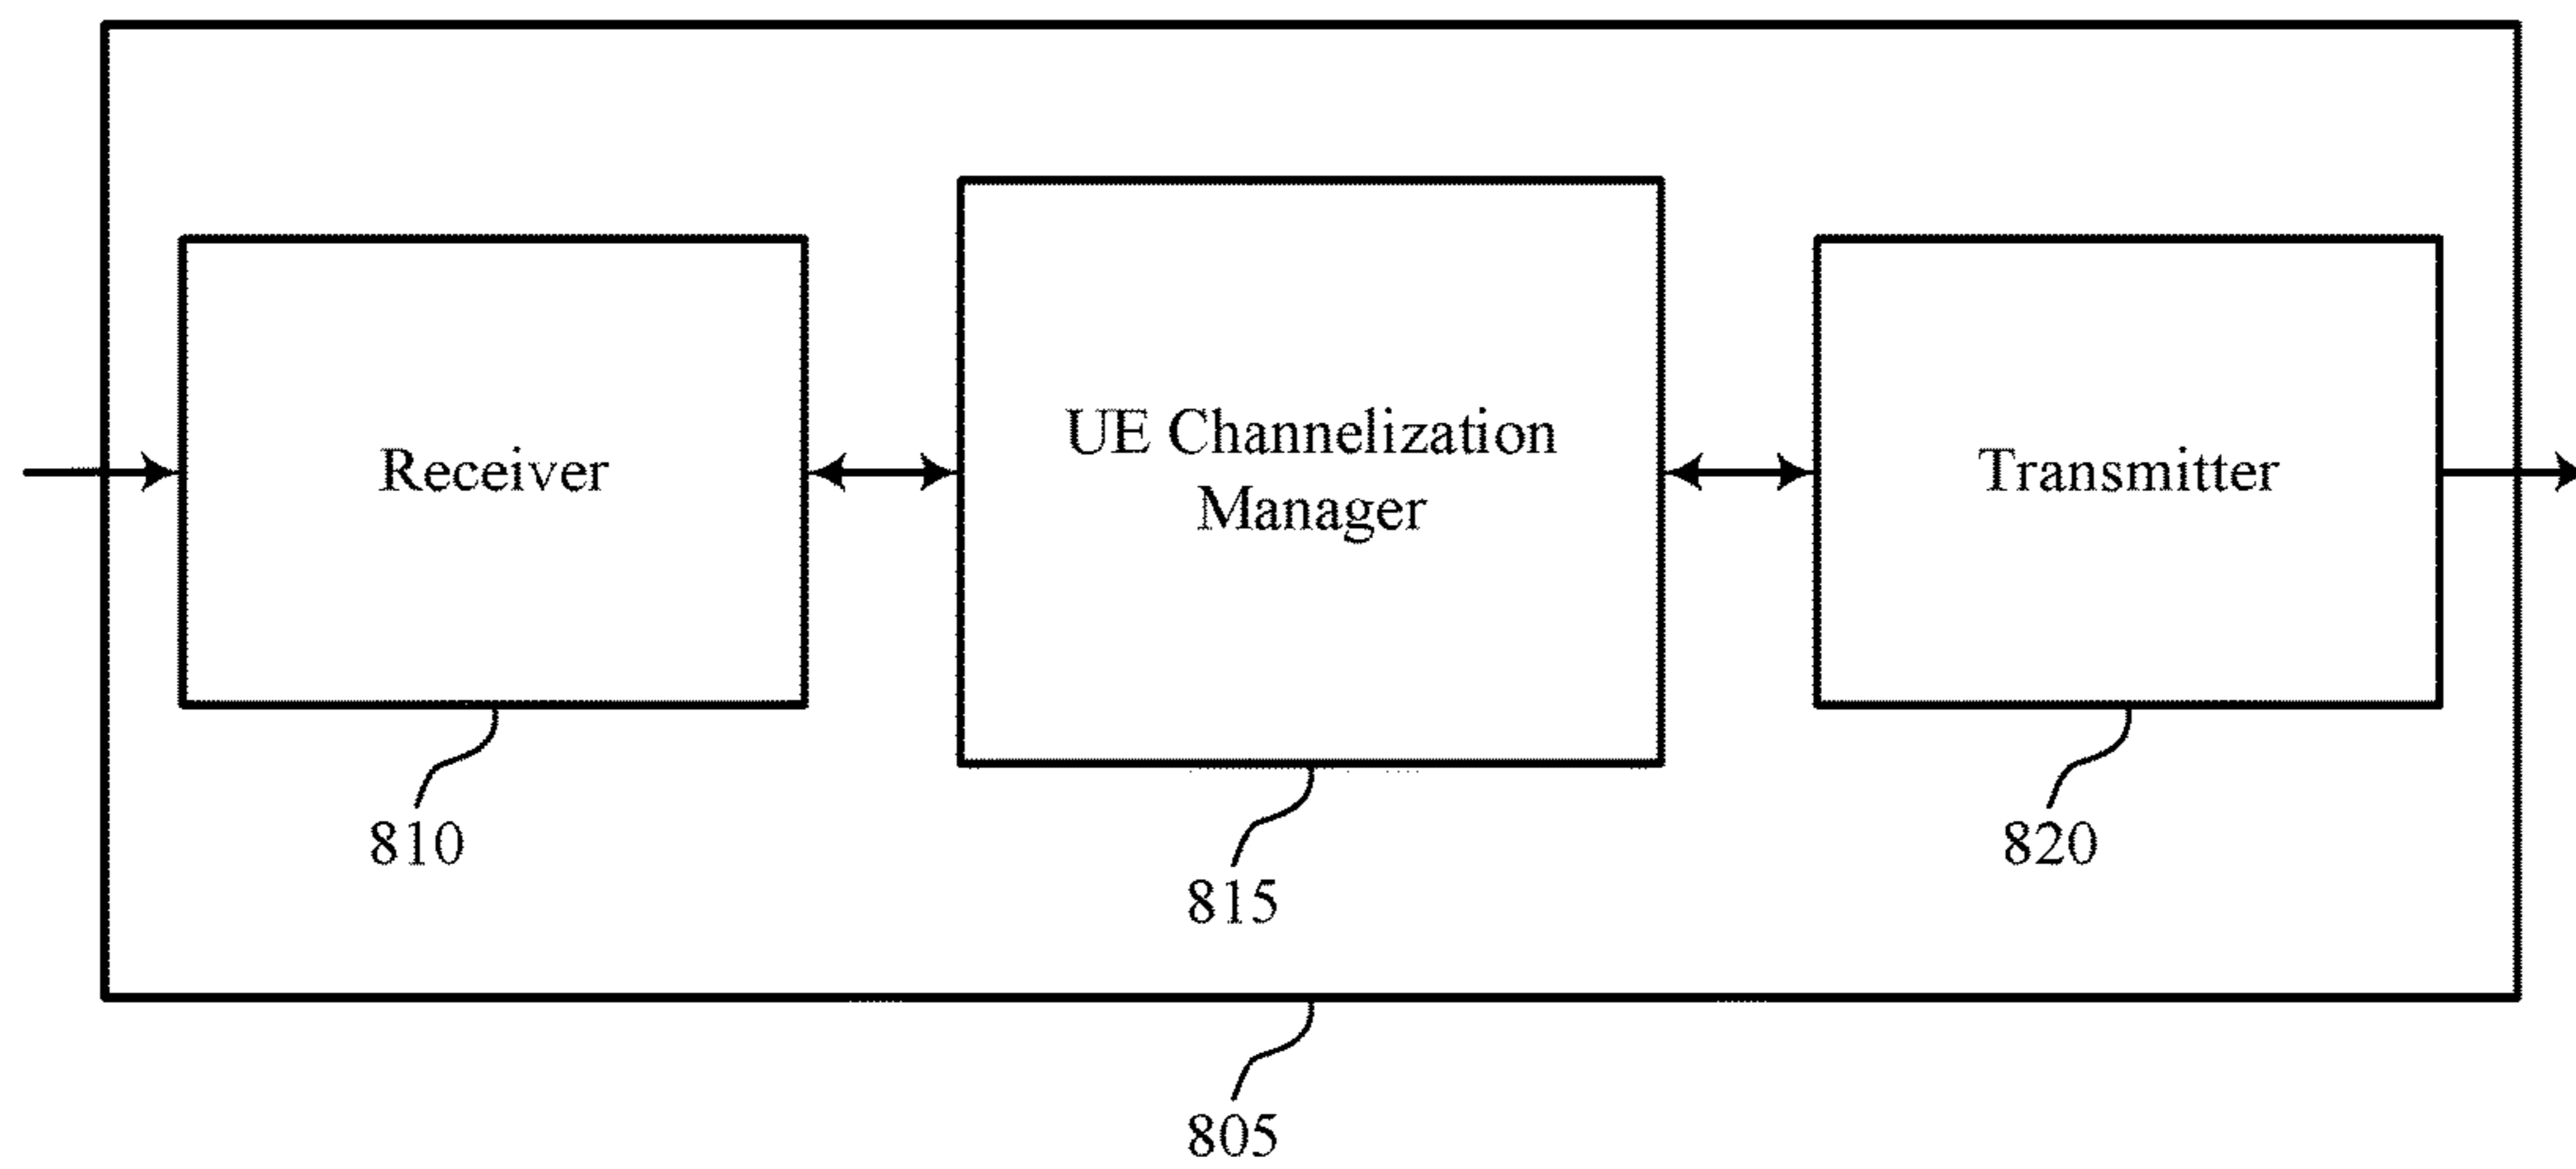 Receiver
UE Channelization
Manager
Transmitter
810
815
820
805